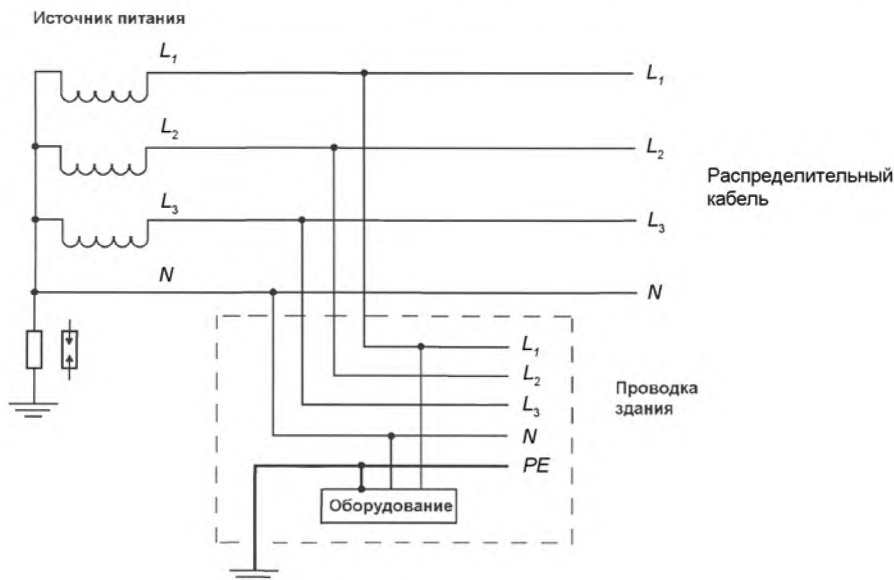 Источник питания
L₁
L₁
L₂
L₂
Распределительный
кабель
L₃
L₃
N
N
L₁
L₂
Проводка
здания
L₃
N
PE
Оборудование